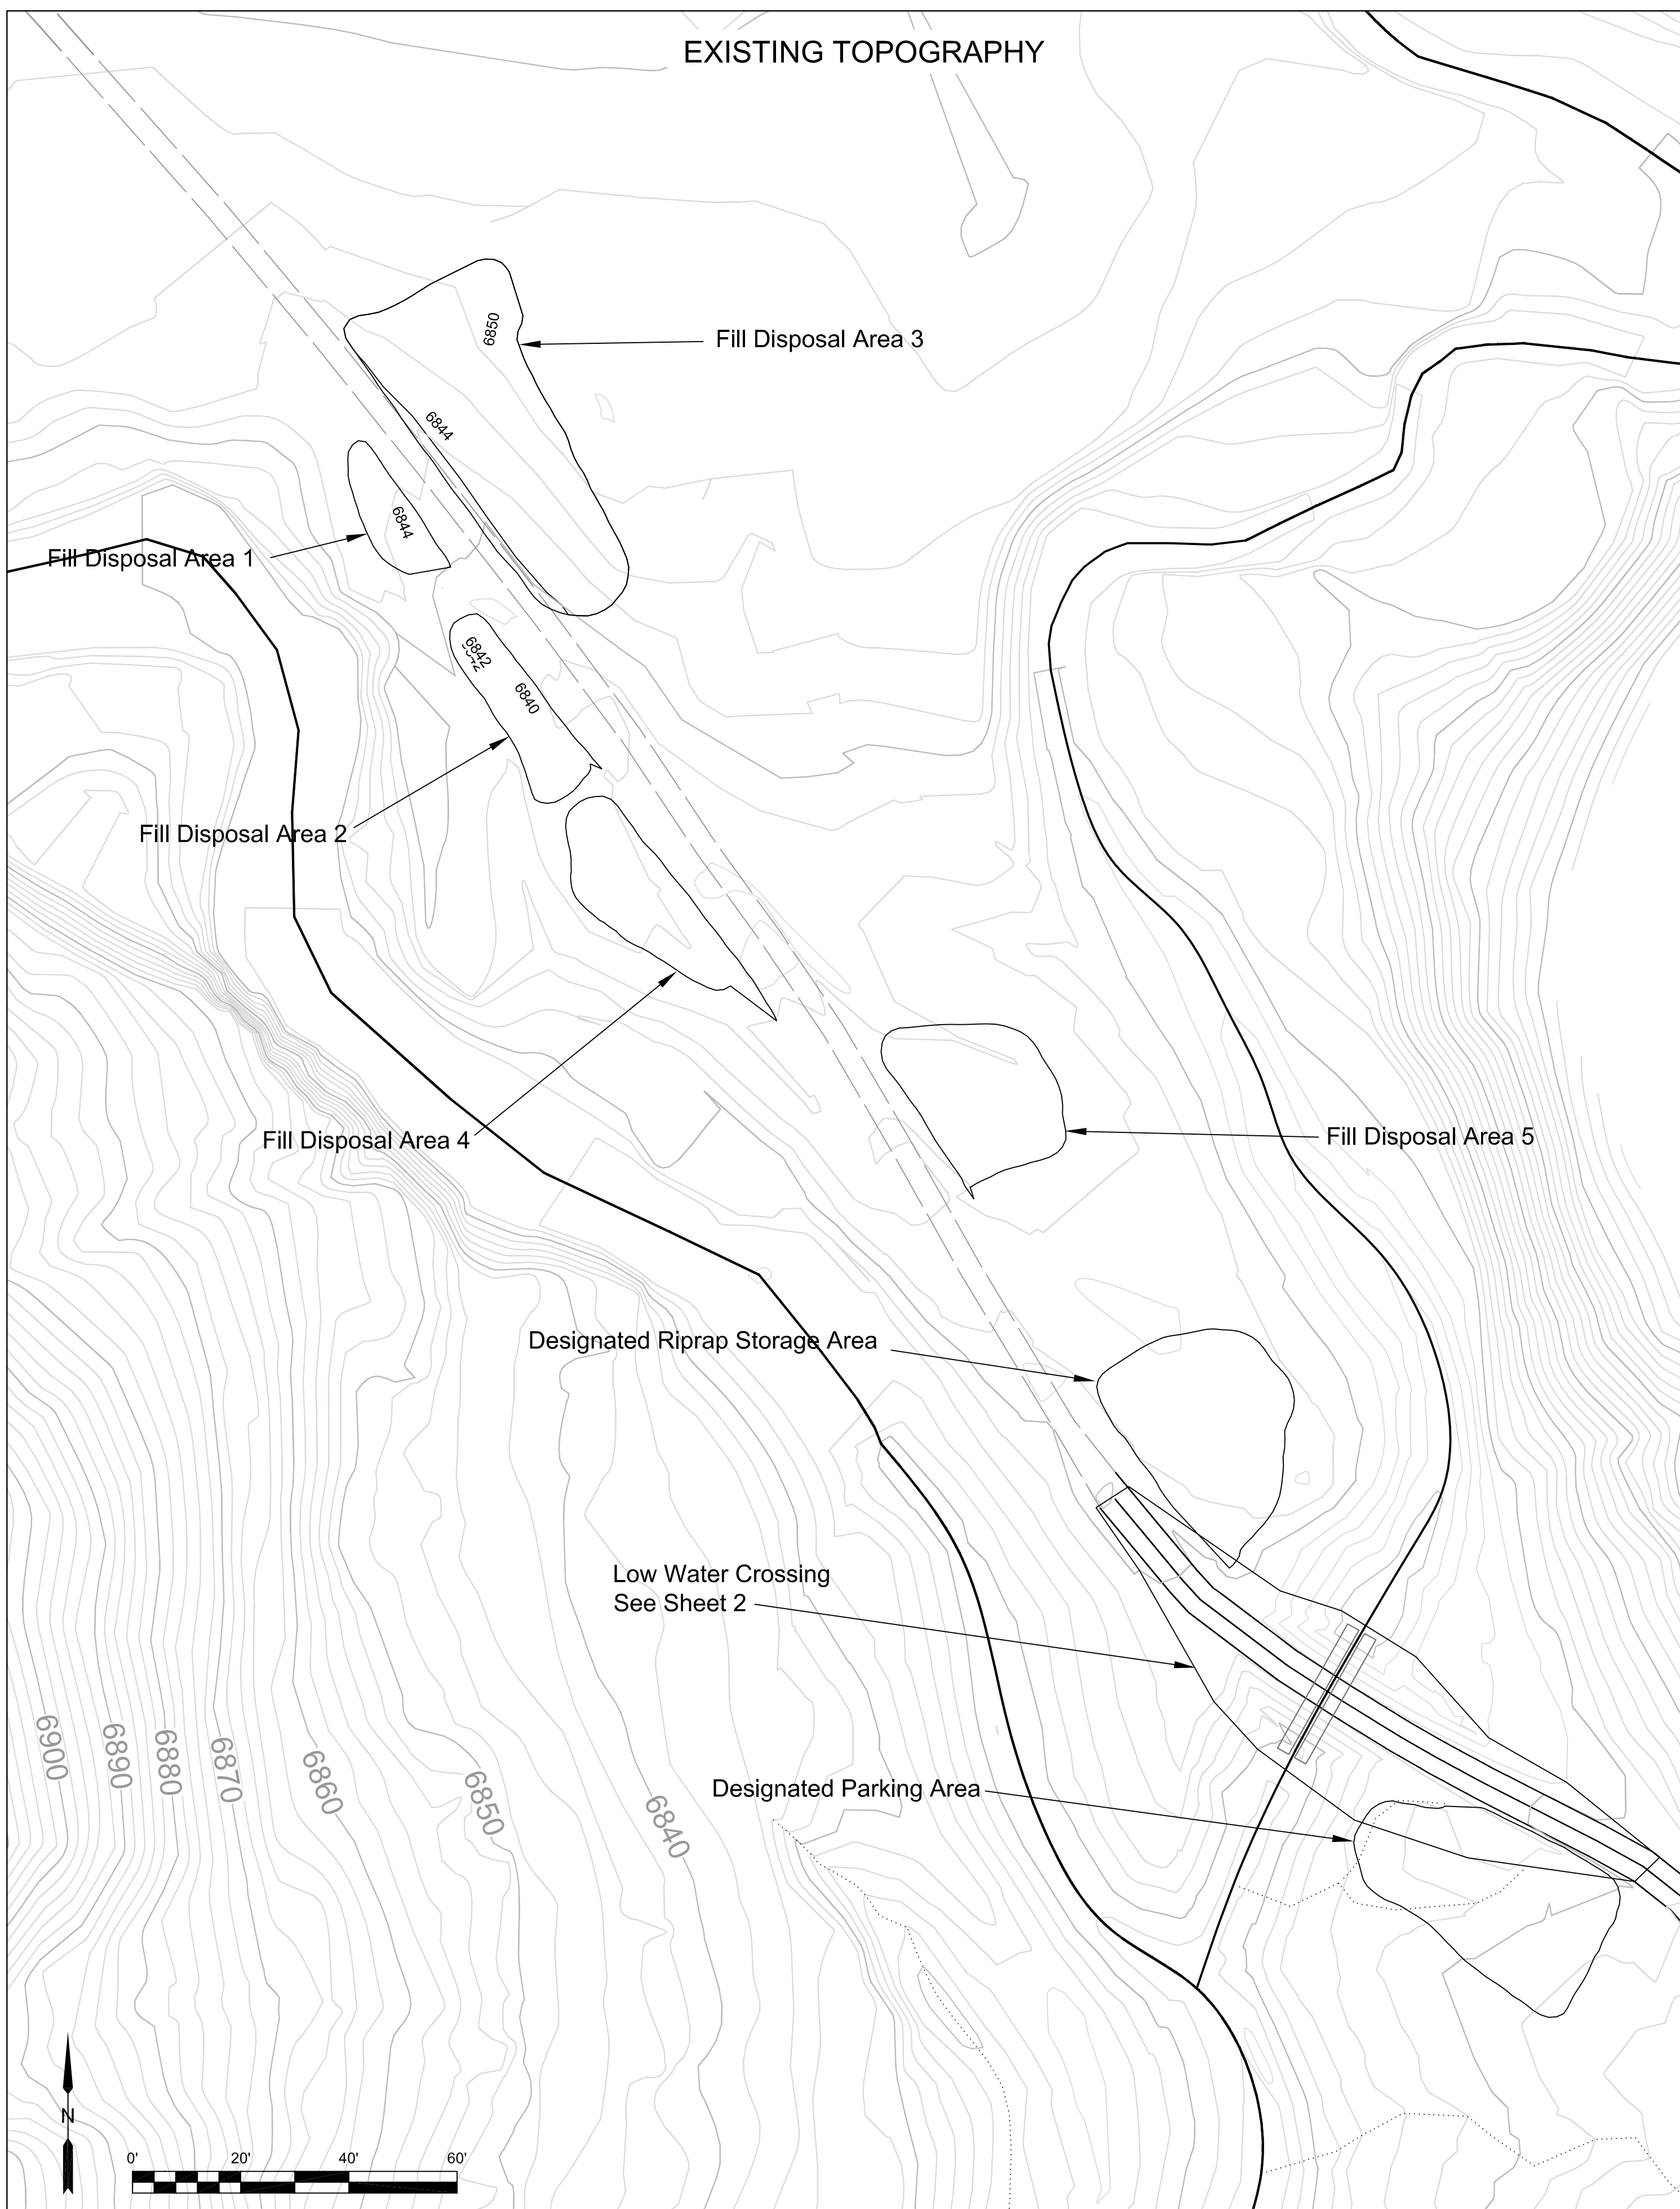 EXISTING TOPOGRAPHY
6850
Fill Disposal Area 3
6844
6844
Fill Disposal Area 1
6842
6842
6840
Fill Disposal Area 2
Fill Disposal Area 4
Fill Disposal Area 5
Designated Riprap Storage Area
Low Water Crossing
See Sheet 2
6900
6890
6880
6870
6860
6850
6840
Designated Parking Area
N
0'
20'
40'
60'